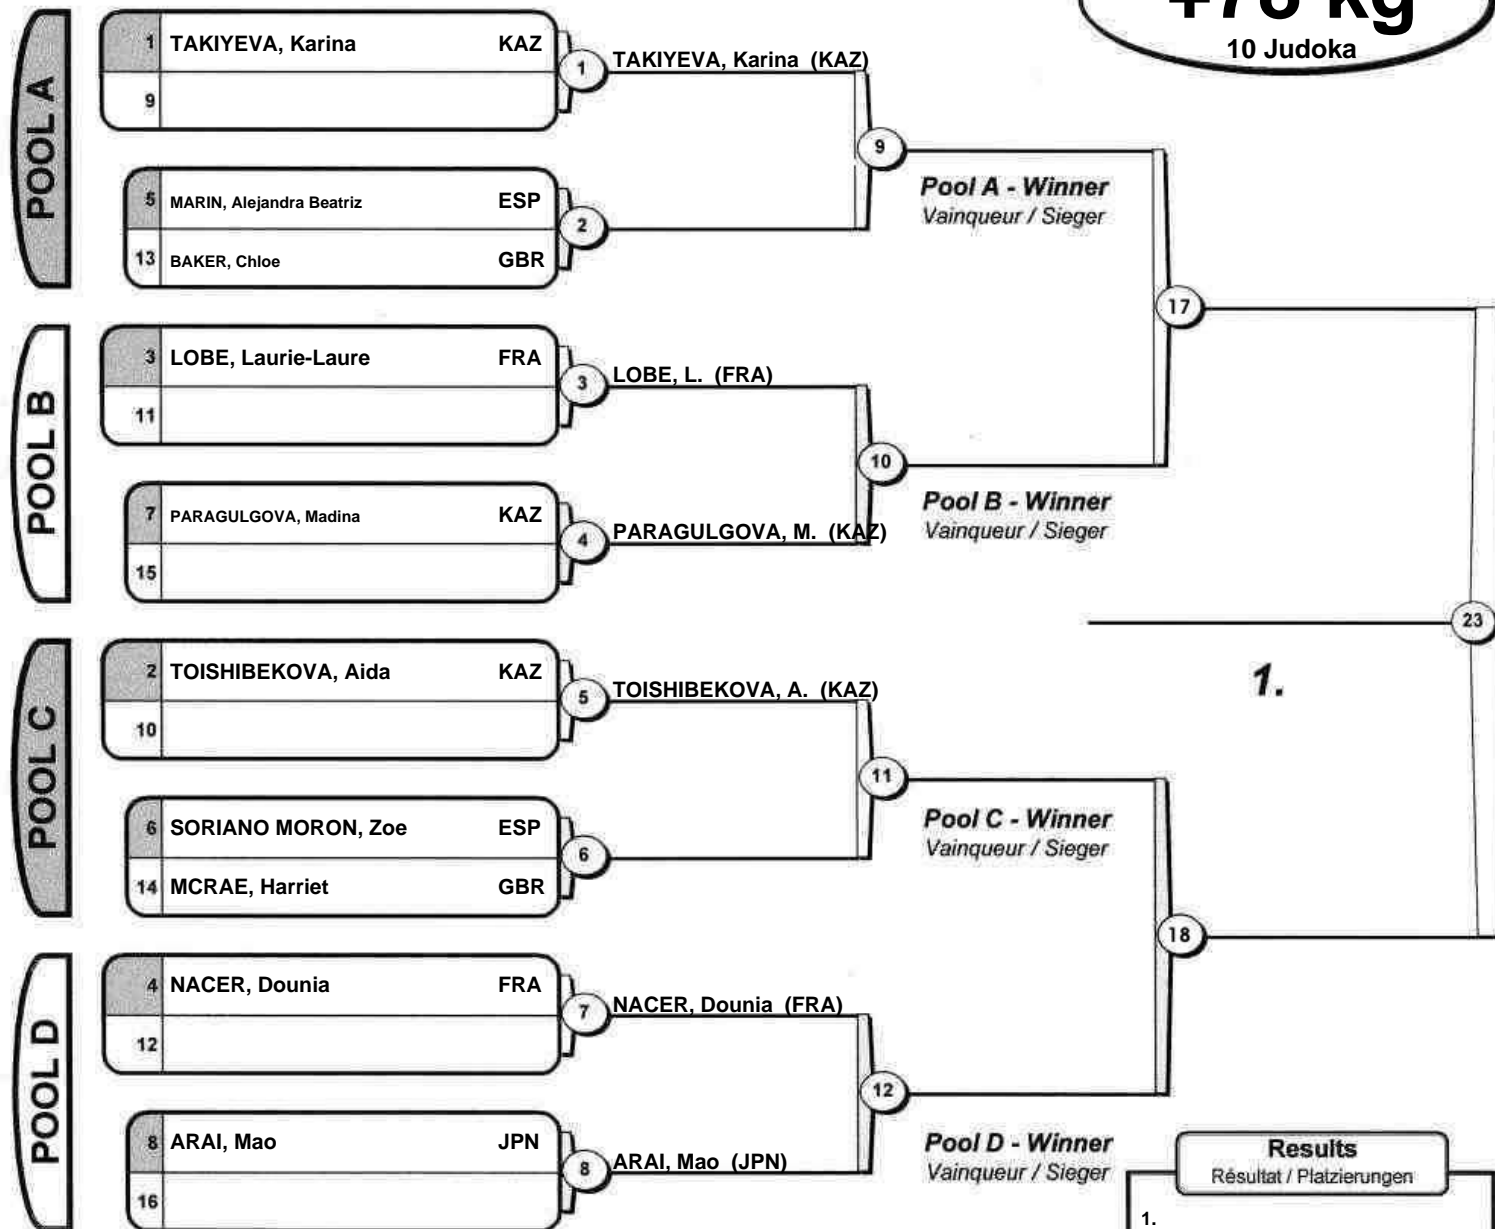 +78 kg
10 Judoka
POOL A
1 TAKIYEVA, Karina KAZ
9
1
TAKIYEVA, Karina (KAZ)
5 MARIN, Alejandra Beatriz ESP
13 BAKER, Chloe GBR
2
9
Pool A - Winner
Vainqueur / Sieger
POOL B
3 LOBE, Laurie-Laure FRA
11
3
LOBE, L. (FRA)
7 PARAGULGOVA, Madina KAZ
15
4
PARAGULGOVA, M. (KAZ)
10
Pool B - Winner
Vainqueur / Sieger
17
POOL C
2 TOISHIBEKOVA, Aida KAZ
10
5
TOISHIBEKOVA, A. (KAZ)
6 SORIANO MORON, Zoe ESP
14 MCRAE, Harriet GBR
6
11
Pool C - Winner
Vainqueur / Sieger
POOL D
4 NACER, Dounia FRA
12
7
NACER, Dounia (FRA)
8 ARAI, Mao JPN
16
8
ARAI, Mao (JPN)
12
Pool D - Winner
Vainqueur / Sieger
18
23
1.
Results
Résultat / Platzierungen
1.